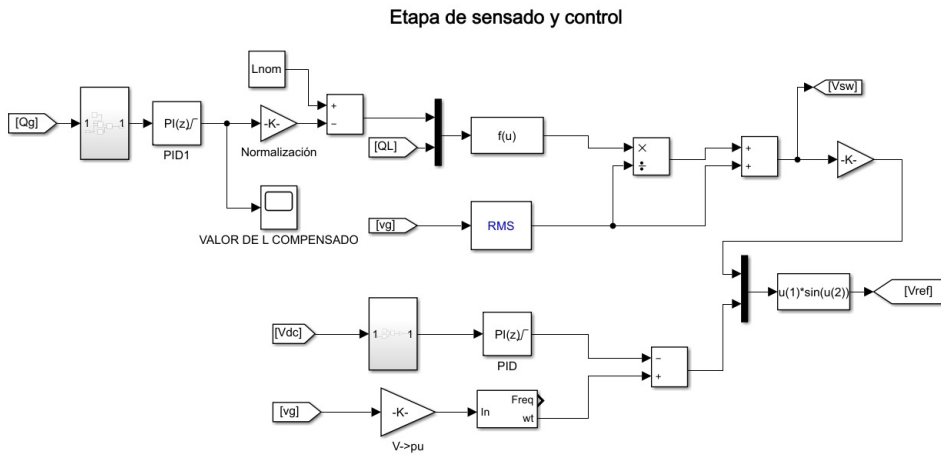 Etapa de sensado y control
Lnom
[Vsw]
[Qg]
1 1
PI(z)
PID1
-K-
Normalización
+
−
[QL]
f(u)
×
÷
+
+
-K-
VALOR DE L COMPENSADO
[vg]
RMS
u(1)*sin(u(2))
[Vref]
[Vdc]
1 1
PI(z)
PID
−
+
[vg]
-K-
V->pu
In
Freq
wt